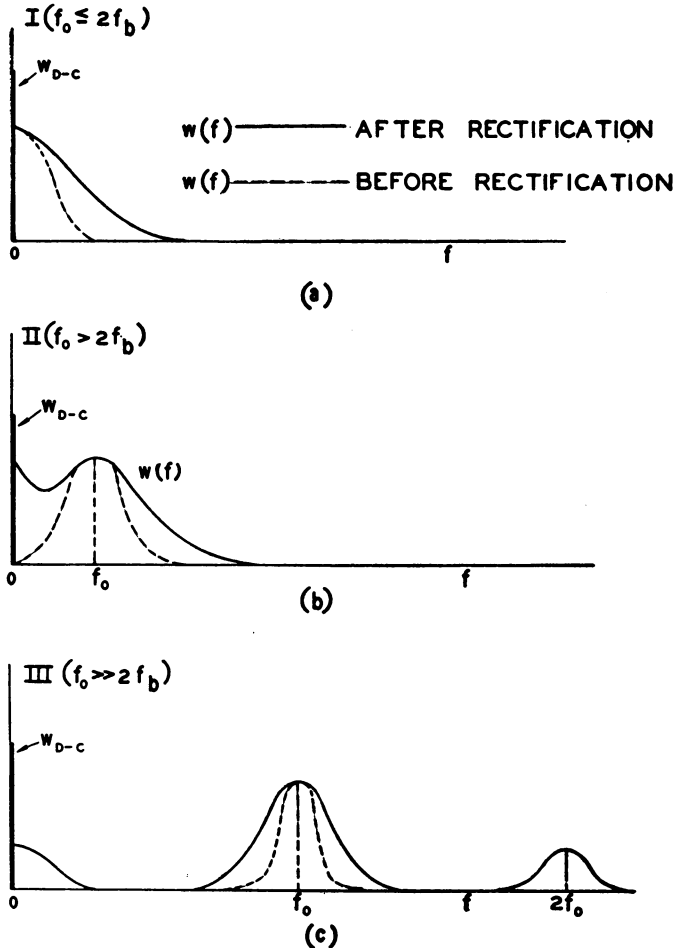 I (f₀ ≤ 2f_b)
W_D-C
w(f) AFTER RECTIFICATION
w(f) BEFORE RECTIFICATION
0 f
(a)
II (f₀ > 2f_b)
W_D-C
w(f)
0 f₀ f
(b)
III (f₀ >> 2f_b)
W_D-C
0 f₀ f 2f₀
(c)